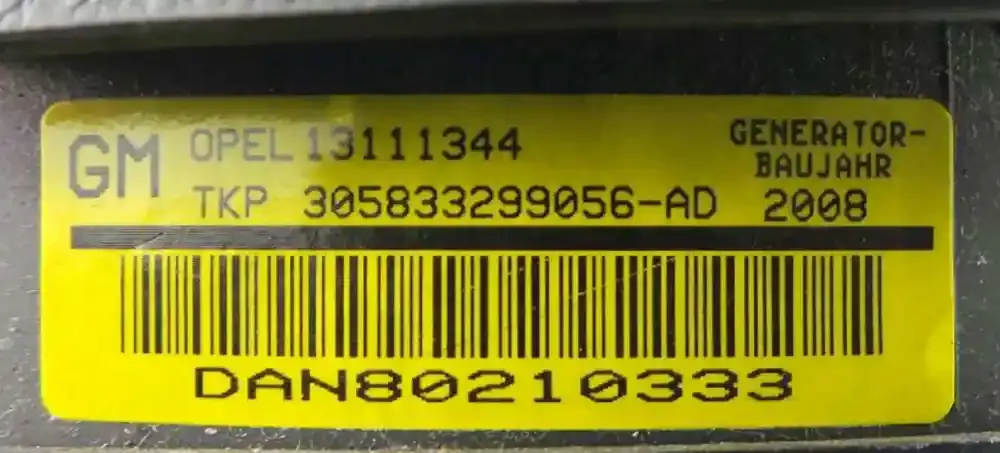 GM
OPEL 13111344
TKP 305833299056-AD
GENERATOR-
BAUJAHR
2008
DAN80210333